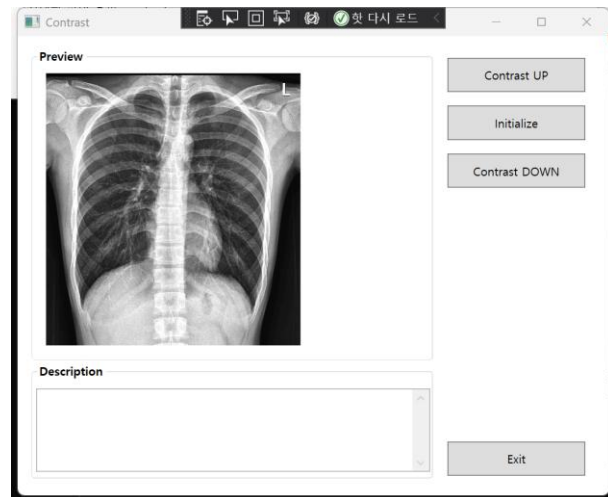 Contrast
핫 다시 로드
Preview
L
Contrast UP
Initialize
Contrast DOWN
Description
Exit